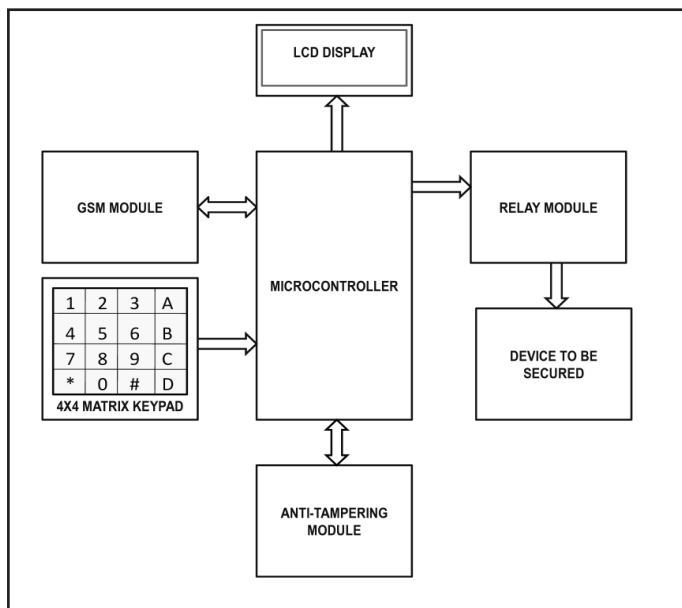 LCD DISPLAY
GSM MODULE
MICROCONTROLLER
RELAY MODULE
1 2 3 A
4 5 6 B
7 8 9 C
* 0 # D
4X4 MATRIX KEYPAD
DEVICE TO BE
SECURED
ANTI-TAMPERING
MODULE